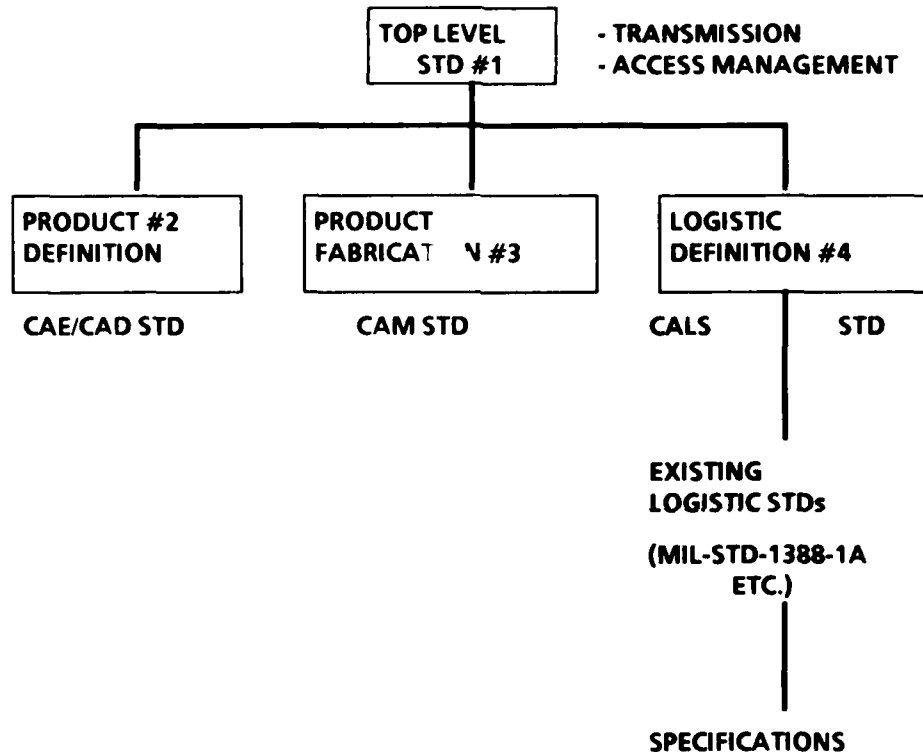 TOP LEVEL
STD #1
- TRANSMISSION
- ACCESS MANAGEMENT
PRODUCT #2
DEFINITION
PRODUCT
FABRICAT N #3
LOGISTIC
DEFINITION #4
CAE/CAD STD
CAM STD
CALS STD
EXISTING
LOGISTIC STDs
(MIL-STD-1388-1A
ETC.)
SPECIFICATIONS